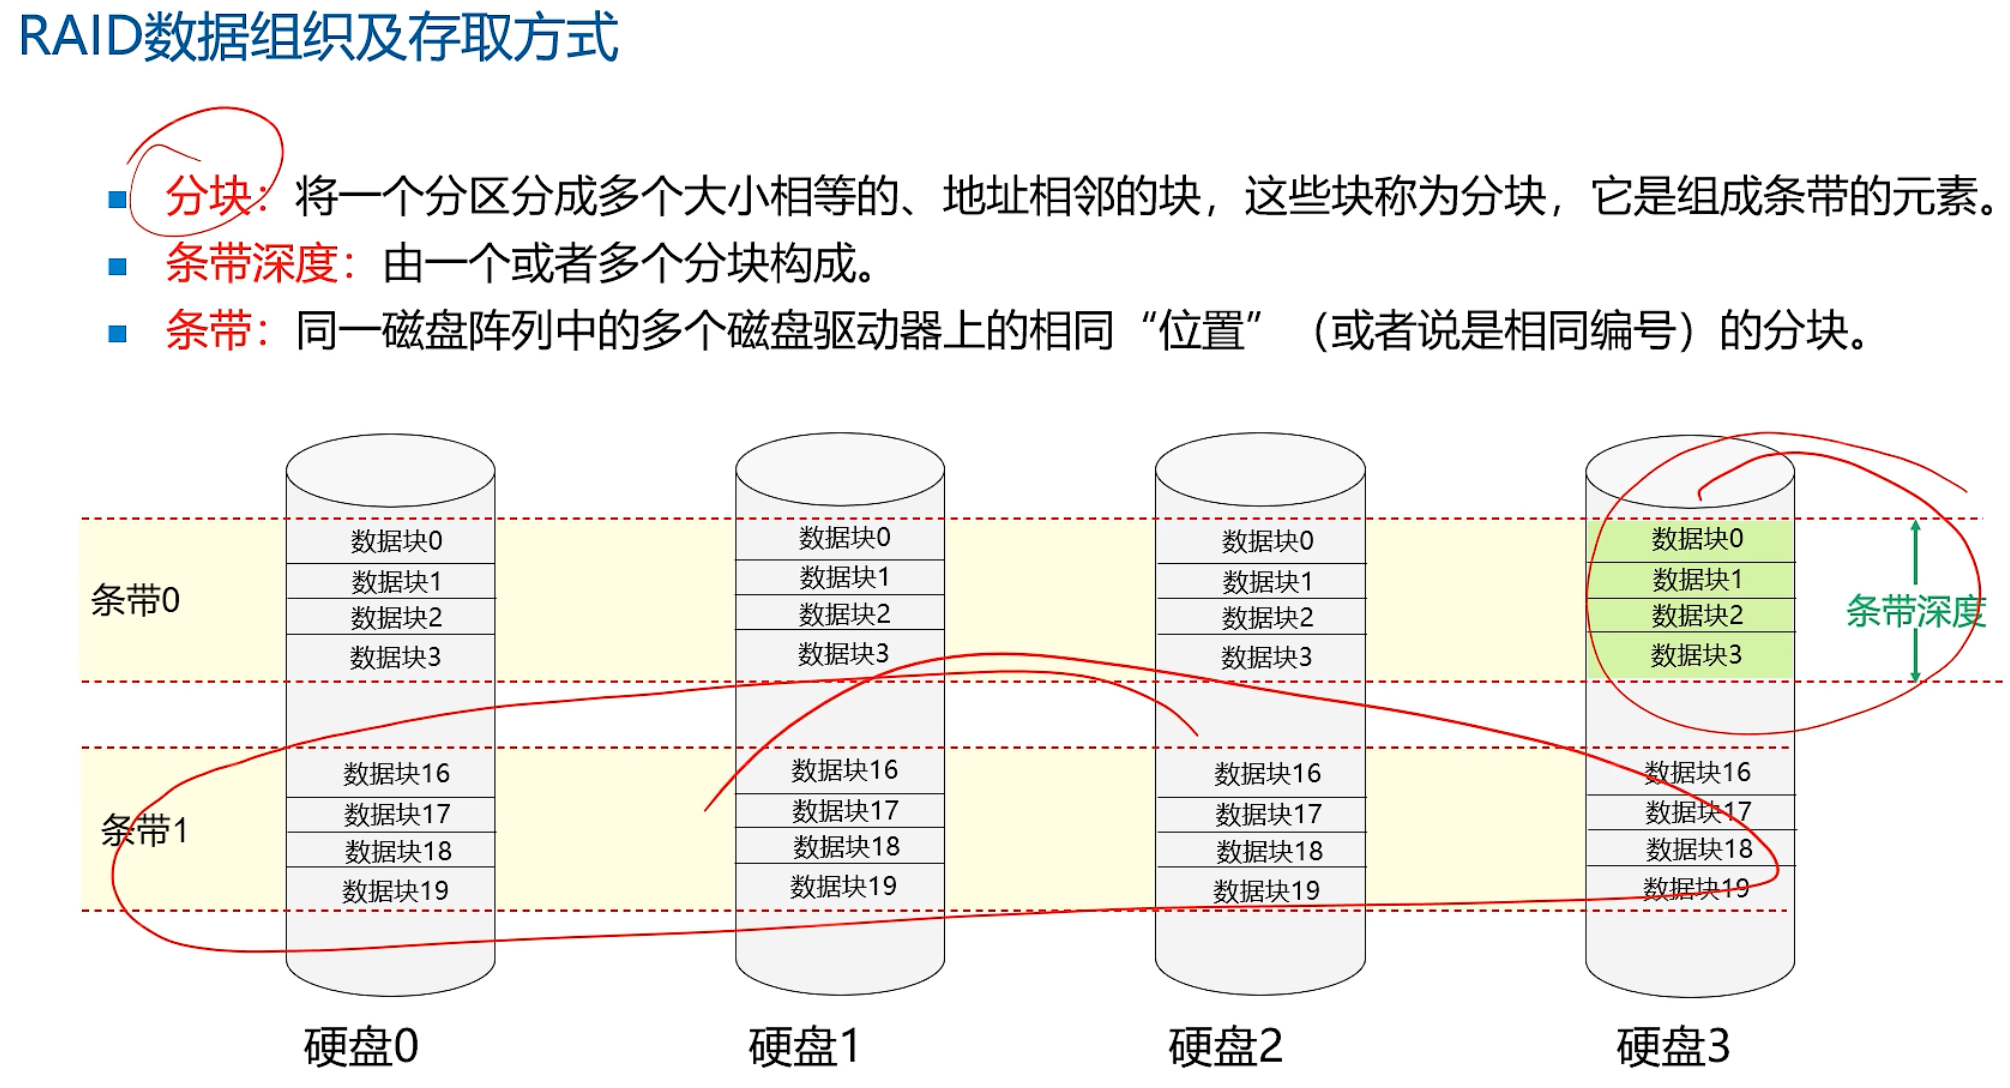 RAID数据组织及存取方式
分块：将一个分区分成多个大小相等的、地址相邻的块，这些块称为分块，它是组成条带的元素。
条带深度：由一个或者多个分块构成。
条带：同一磁盘阵列中的多个磁盘驱动器上的相同“位置”（或者说是相同编号）的分块。
数据块0 数据块0 数据块0 数据块0
数据块1 数据块1 数据块1 数据块1
条带0 条带深度
数据块2 数据块2 数据块2 数据块2
数据块3 数据块3 数据块3 数据块3
数据块16 数据块16 数据块16 数据块16
数据块17 数据块17 数据块17 数据块17
条带1
数据块18 数据块18 数据块18 数据块18
数据块19 数据块19 数据块19 数据块19
硬盘0 硬盘1 硬盘2 硬盘3